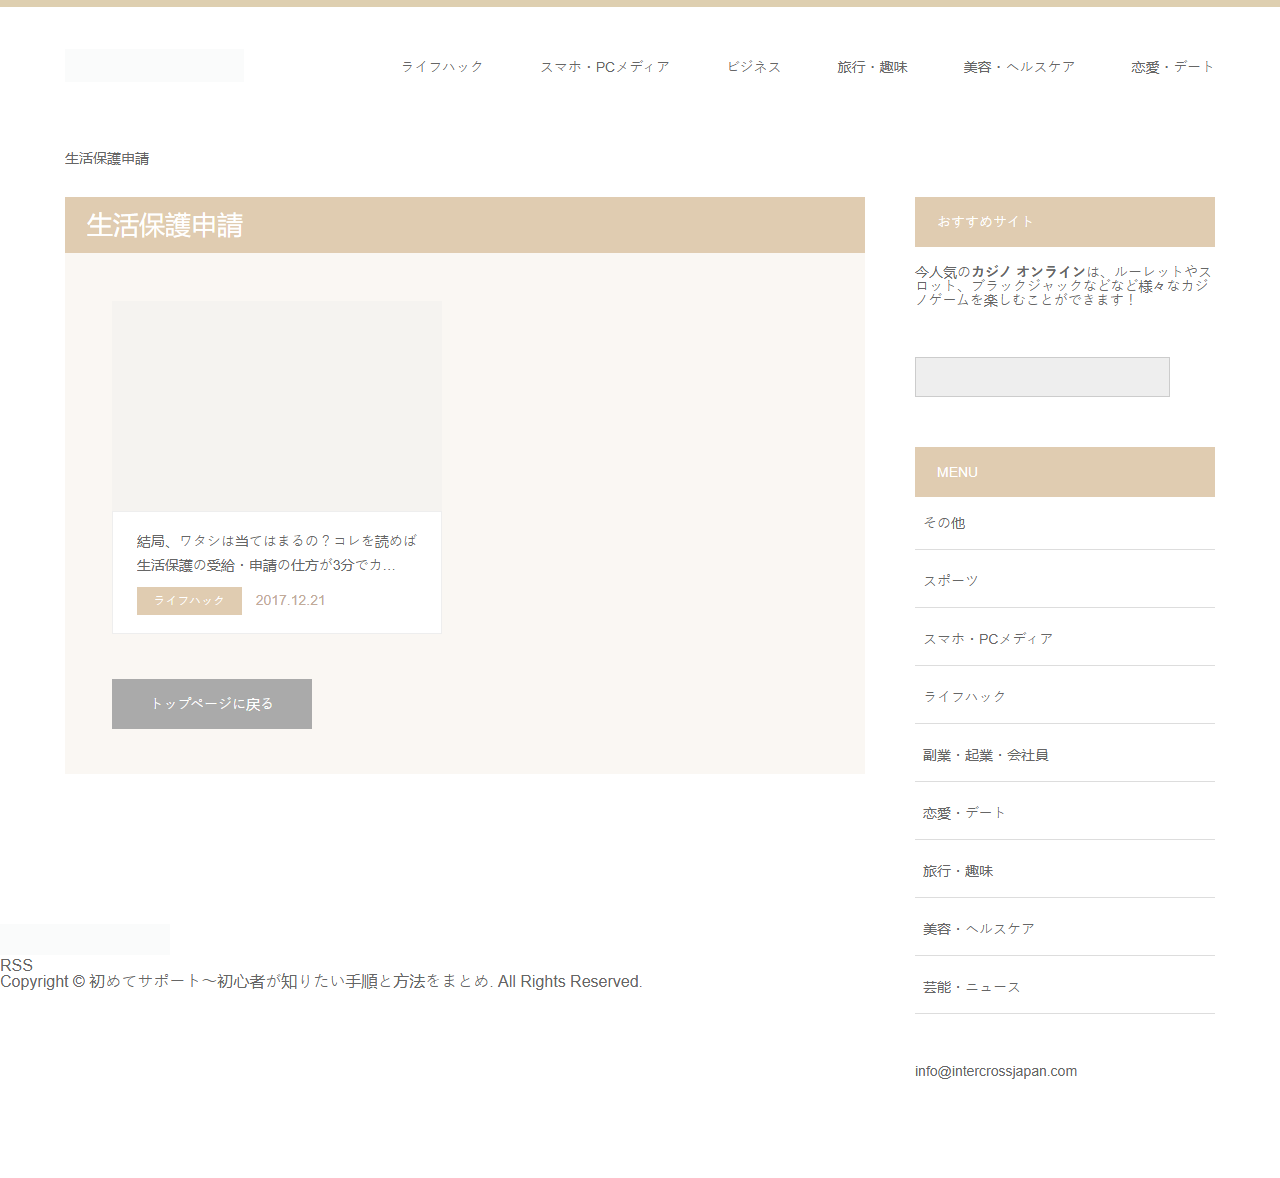 ライフハック
スマホ・PCメディア
ビジネス
旅行・趣味
美容・ヘルスケア
恋愛・デート
生活保護申請
生活保護申請
結局、ワタシは当てはまるの？コレを読めば
生活保護の受給・申請の仕方が3分でカ…
ライフハック 2017.12.21
トップページに戻る
おすすめサイト
今人気のカジノ オンラインは、ルーレットやス
ロット、ブラックジャックなどなど様々なカジ
ノゲームを楽しむことができます！
MENU
その他
スポーツ
スマホ・PCメディア
ライフハック
副業・起業・会社員
恋愛・デート
旅行・趣味
美容・ヘルスケア
芸能・ニュース
info@intercrossjapan.com
RSS
Copyright © 初めてサポート～初心者が知りたい手順と方法をまとめ. All Rights Reserved.